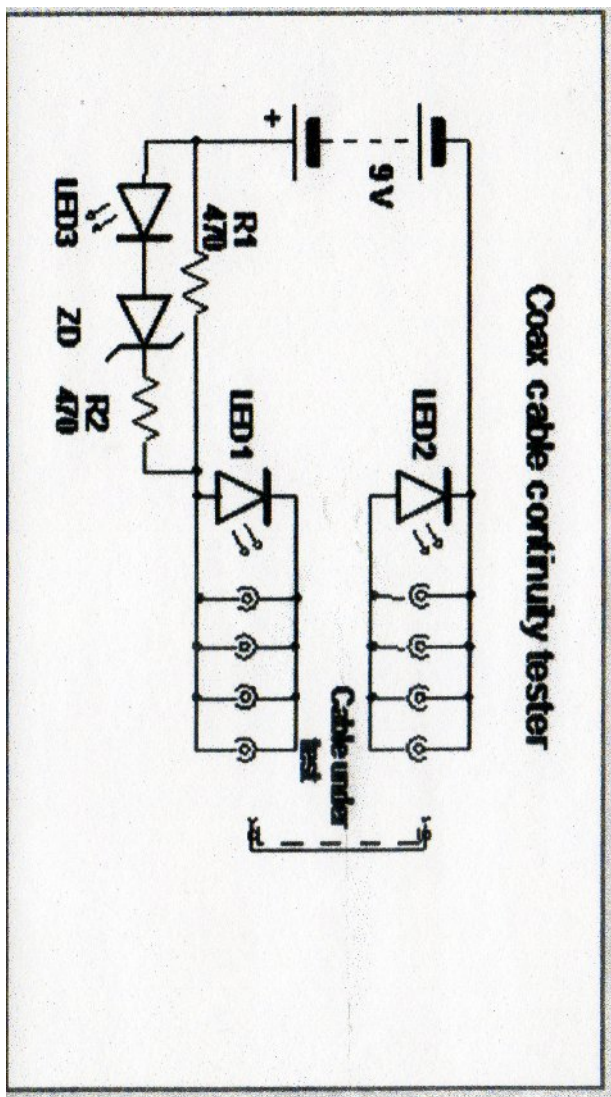 Coax cable continuity tester
9V
+
R1
470
LED3
ZD
R2
470
LED1
LED2
Cable under
test